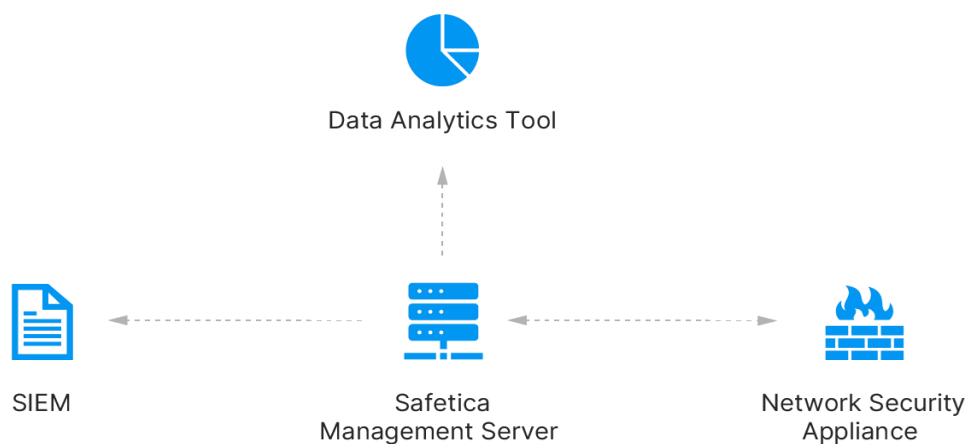 Data Analytics Tool
SIEM
Safetica
Management Server
Network Security
Appliance